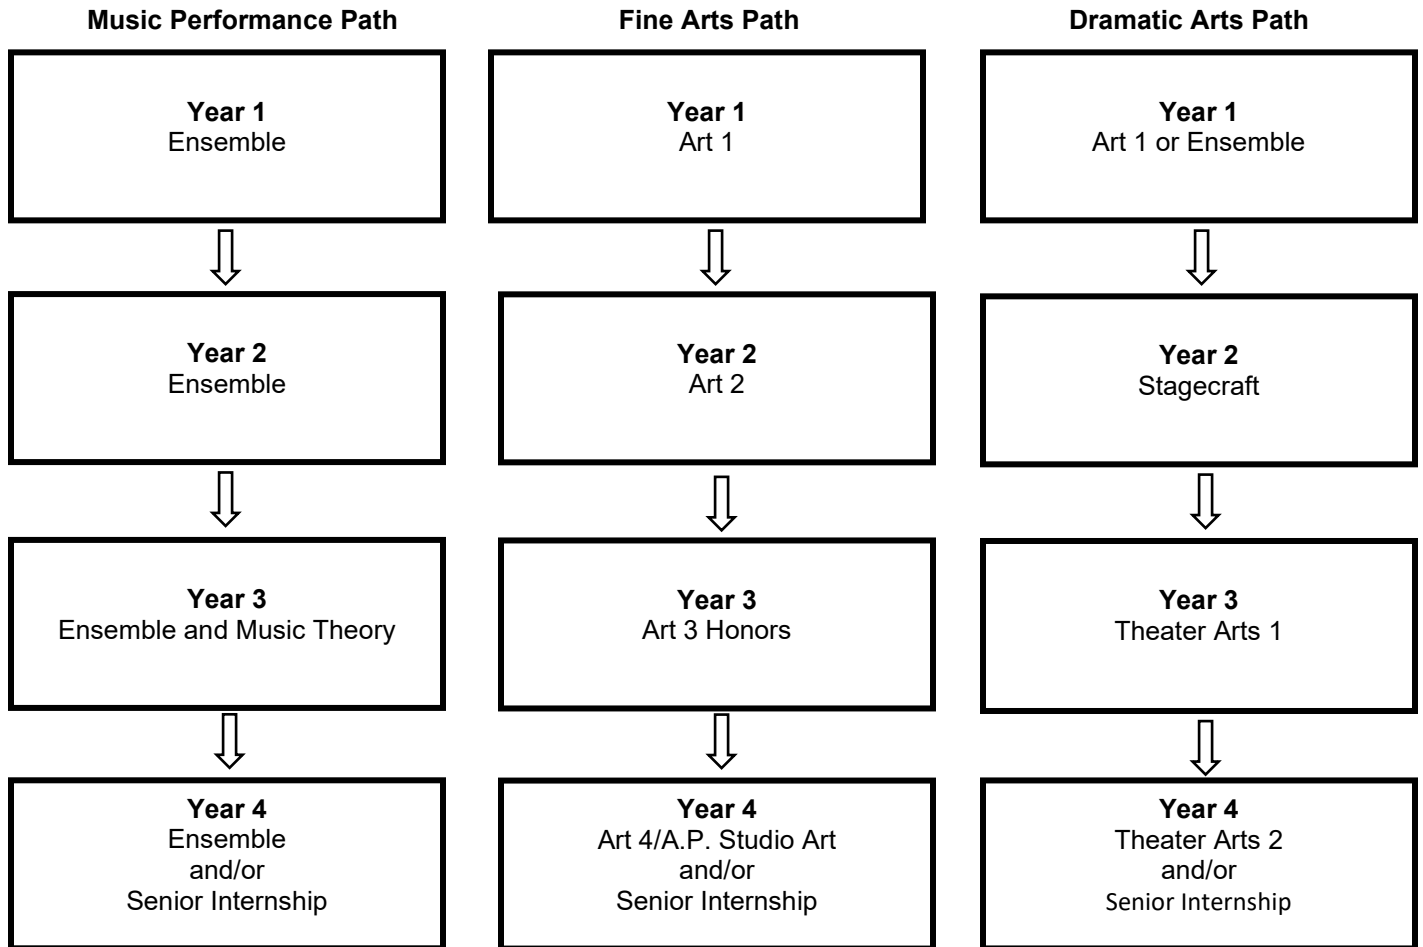 Music Performance Path
Fine Arts Path
Dramatic Arts Path
Year 1
Ensemble
Year 1
Art 1
Year 1
Art 1 or Ensemble
Year 2
Ensemble
Year 2
Art 2
Year 2
Stagecraft
Year 3
Ensemble and Music Theory
Year 3
Art 3 Honors
Year 3
Theater Arts 1
Year 4
Ensemble
and/or
Senior Internship
Year 4
Art 4/A.P. Studio Art
and/or
Senior Internship
Year 4
Theater Arts 2
and/or
Senior Internship